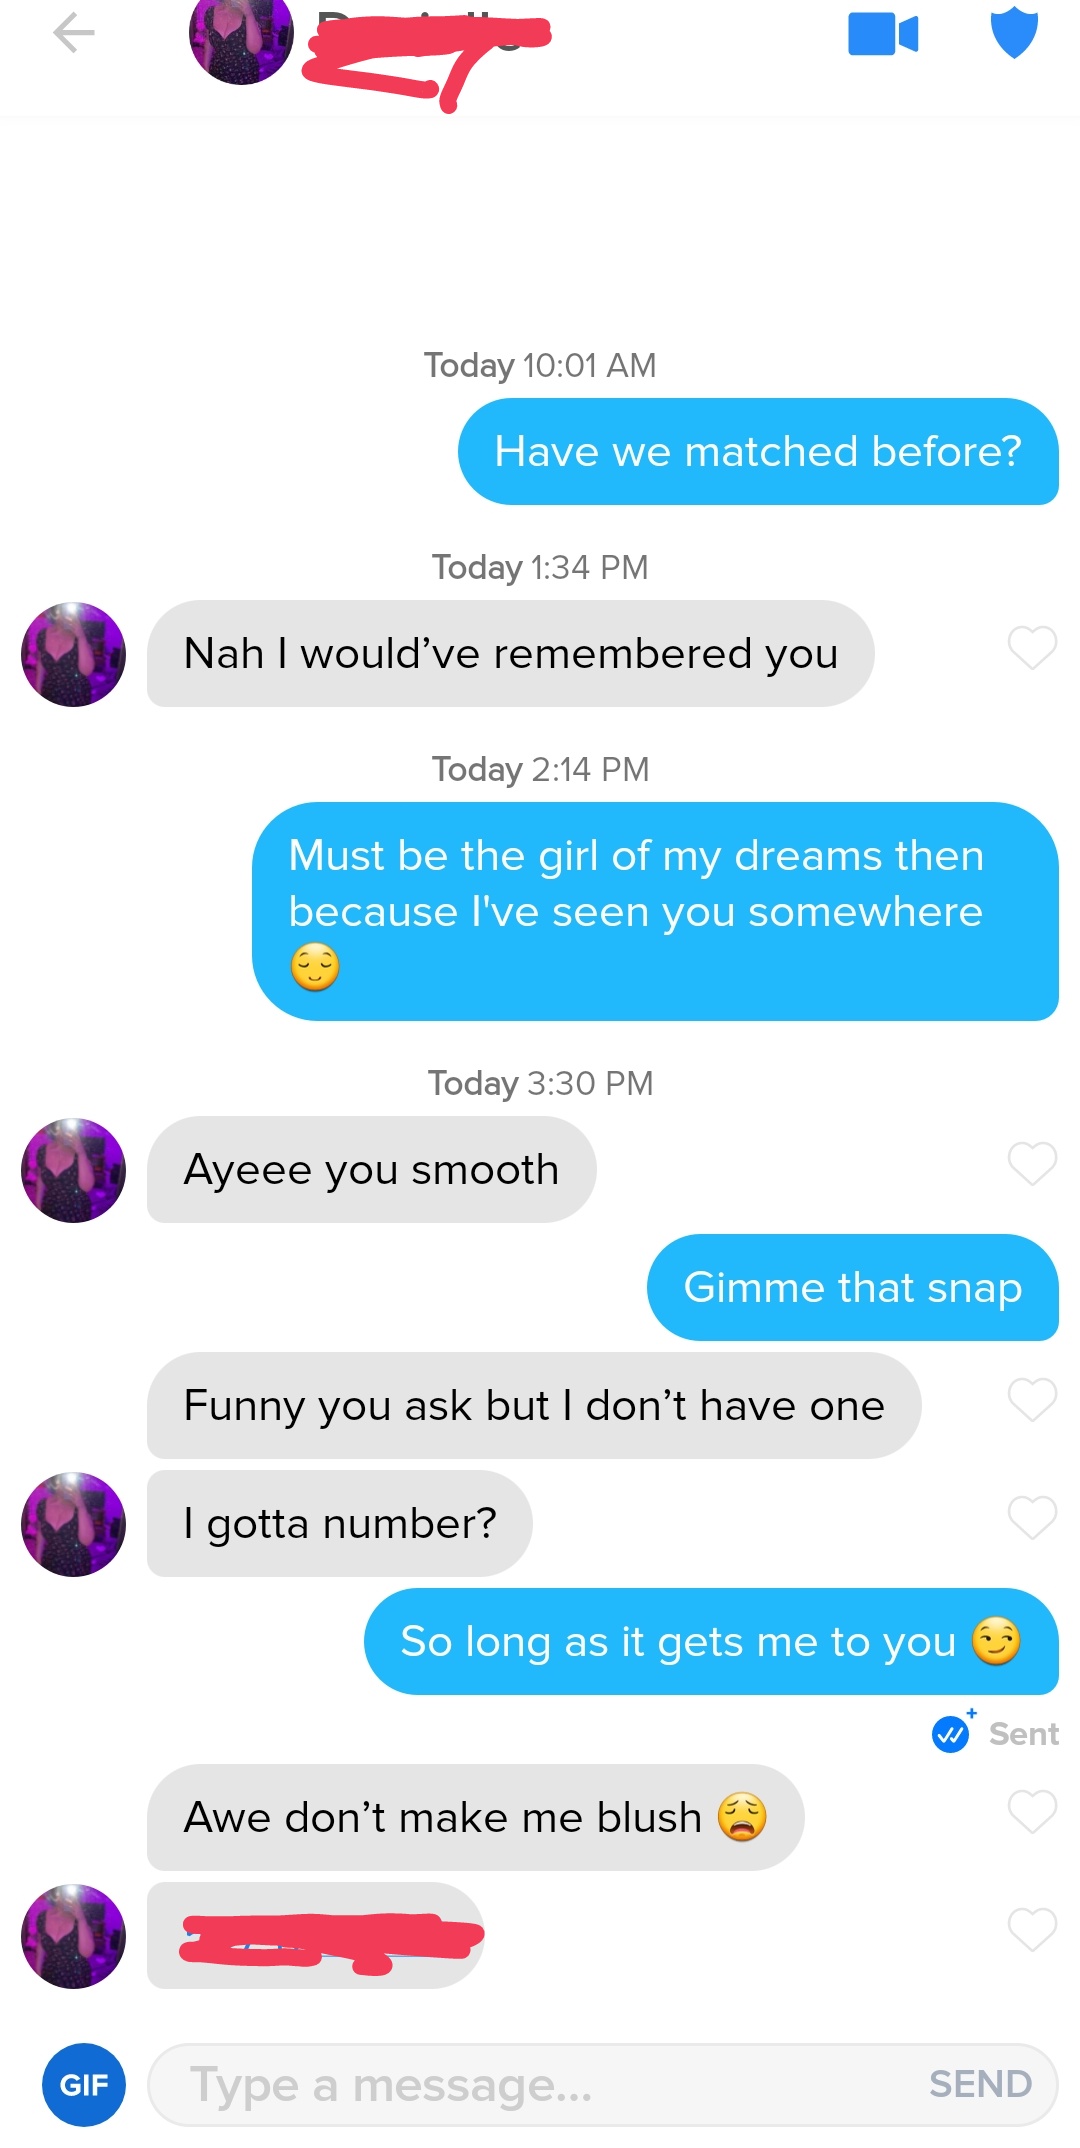 Today 10:01 AM
Have we matched before?
Today 1:34 PM
Nah I would’ve remembered you
Today 2:14 PM
Must be the girl of my dreams then
because I've seen you somewhere
😌
Today 3:30 PM
Ayeee you smooth
Gimme that snap
Funny you ask but I don’t have one
I gotta number?
So long as it gets me to you 😏
Sent
Awe don’t make me blush 😩
GIF Type a message... SEND